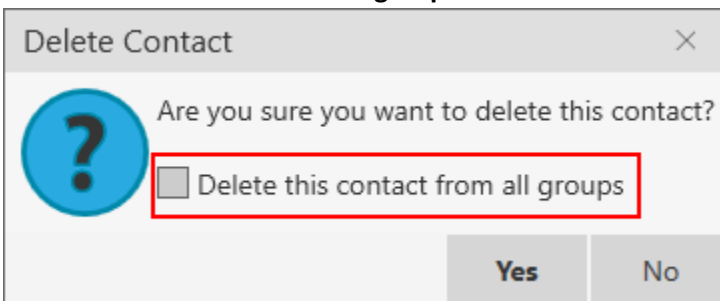 Delete Contact
Are you sure you want to delete this contact?
Delete this contact from all groups
Yes No